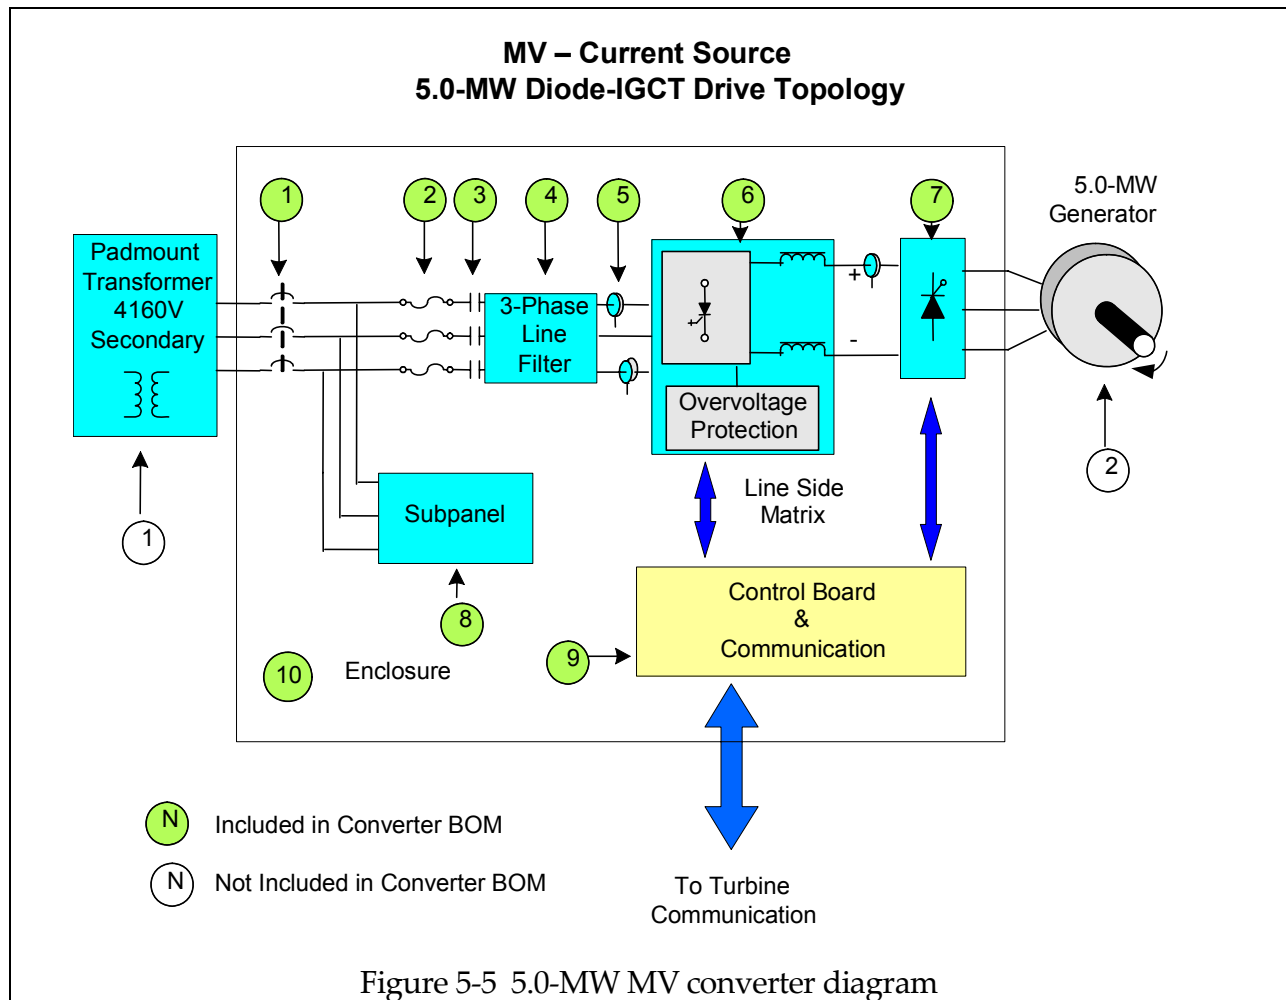 MV – Current Source
5.0-MW Diode-IGCT Drive Topology
1
2
3
4
5
6
7
5.0-MW
Generator
Padmount
Transformer
4160V
Secondary
3-Phase
Line
Filter
+
-
Overvoltage
Protection
Line Side
Matrix
2
1
Subpanel
8
Control Board
&
Communication
9
10
Enclosure
N
Included in Converter BOM
N
Not Included in Converter BOM
To Turbine
Communication
Figure 5-5 5.0-MW MV converter diagram